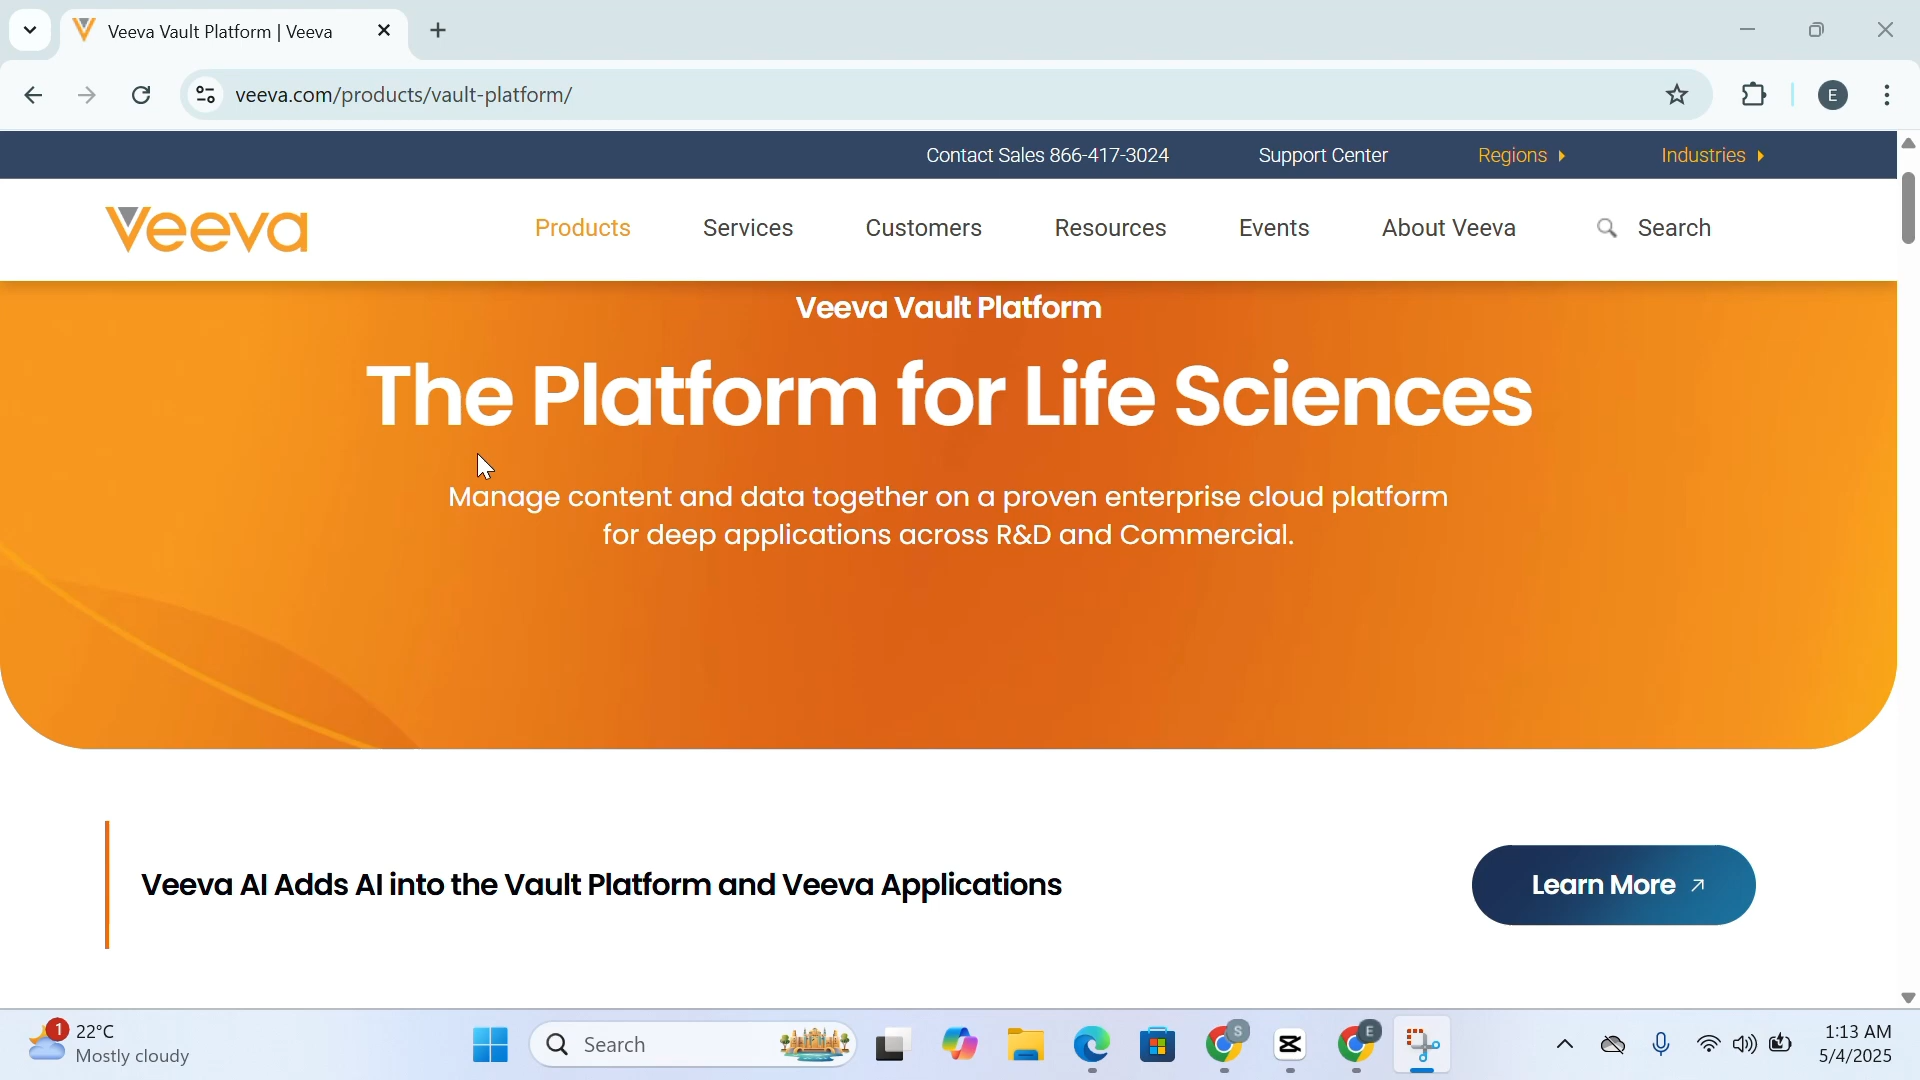 Veeva Vault Platform | Veeva
veeva.com/products/vault-platform/
E
Contact Sales 866-417-3024 Support Center Regions Industries
Veeva Products Services Customers Resources Events About Veeva Search
Veeva Vault Platform
The Platform for Life Sciences
Manage content and data together on a proven enterprise cloud platform
for deep applications across R&D and Commercial.
Veeva AI Adds AI into the Vault Platform and Veeva Applications
Learn More
1
22°C
Mostly cloudy
Search
S
E
1:13 AM
5/4/2025